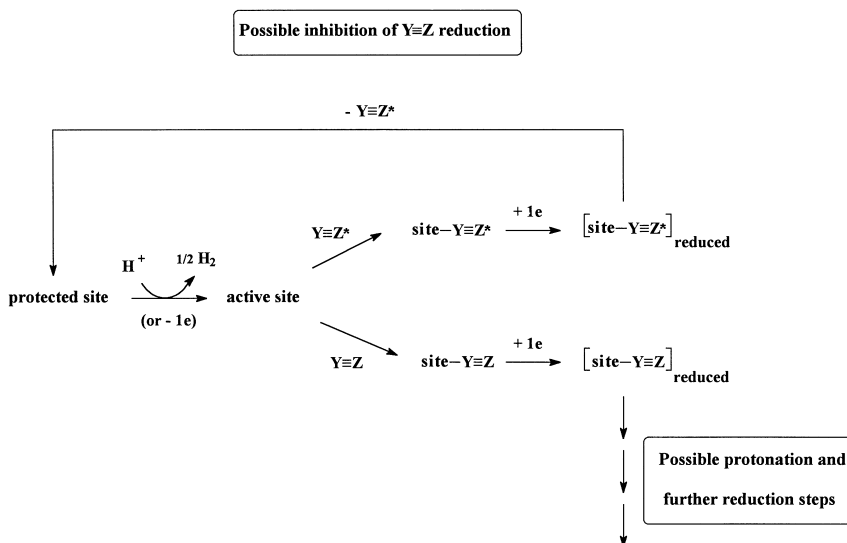 Possible inhibition of Y≡Z reduction
- Y≡Z*
Y≡Z*
site–Y≡Z*
+ 1e
[site–Y≡Z*]reduced
H+
1/2 H2
protected site
(or - 1e)
active site
Y≡Z
site–Y≡Z
+ 1e
[site–Y≡Z]reduced
Possible protonation and
further reduction steps